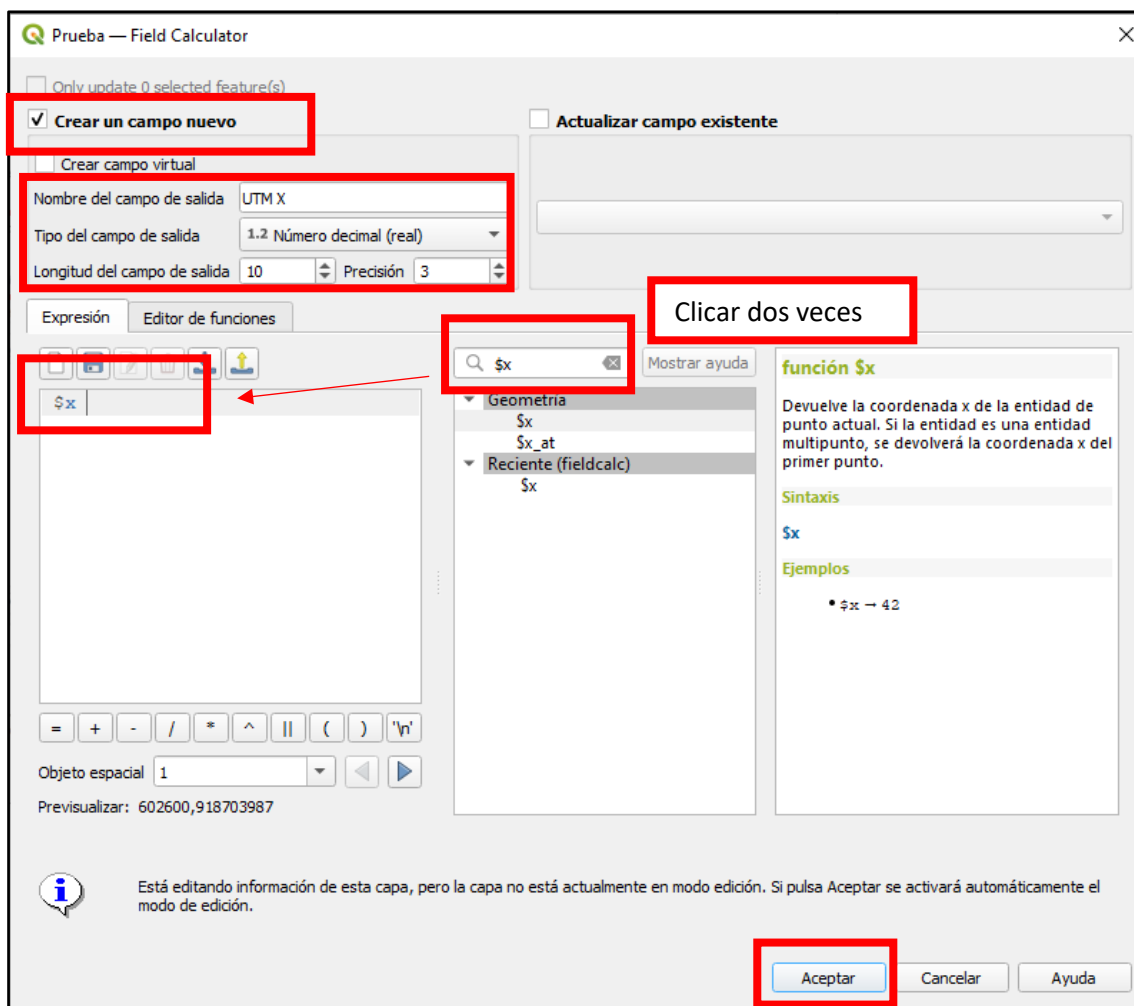 Prueba — Field Calculator
Only update 0 selected feature(s)
Crear un campo nuevo
Actualizar campo existente
Crear campo virtual
Nombre del campo de salida UTM X
Tipo del campo de salida 1.2 Número decimal (real)
Longitud del campo de salida 10 Precisión 3
Clicar dos veces
Expresión Editor de funciones
$x Mostrar ayuda
$x
Geometría
$x
$x_at
Reciente (fieldcalc)
$x
función $x
Devuelve la coordenada x de la entidad de
punto actual. Si la entidad es una entidad
multipunto, se devolverá la coordenada x del
primer punto.
Sintaxis
$x
Ejemplos
• $x → 42
= + - / * ^ || ( ) '\n'
Objeto espacial 1
Previsualizar: 602600,918703987
Está editando información de esta capa, pero la capa no está actualmente en modo edición. Si pulsa Aceptar se activará automáticamente el
modo de edición.
Aceptar Cancelar Ayuda